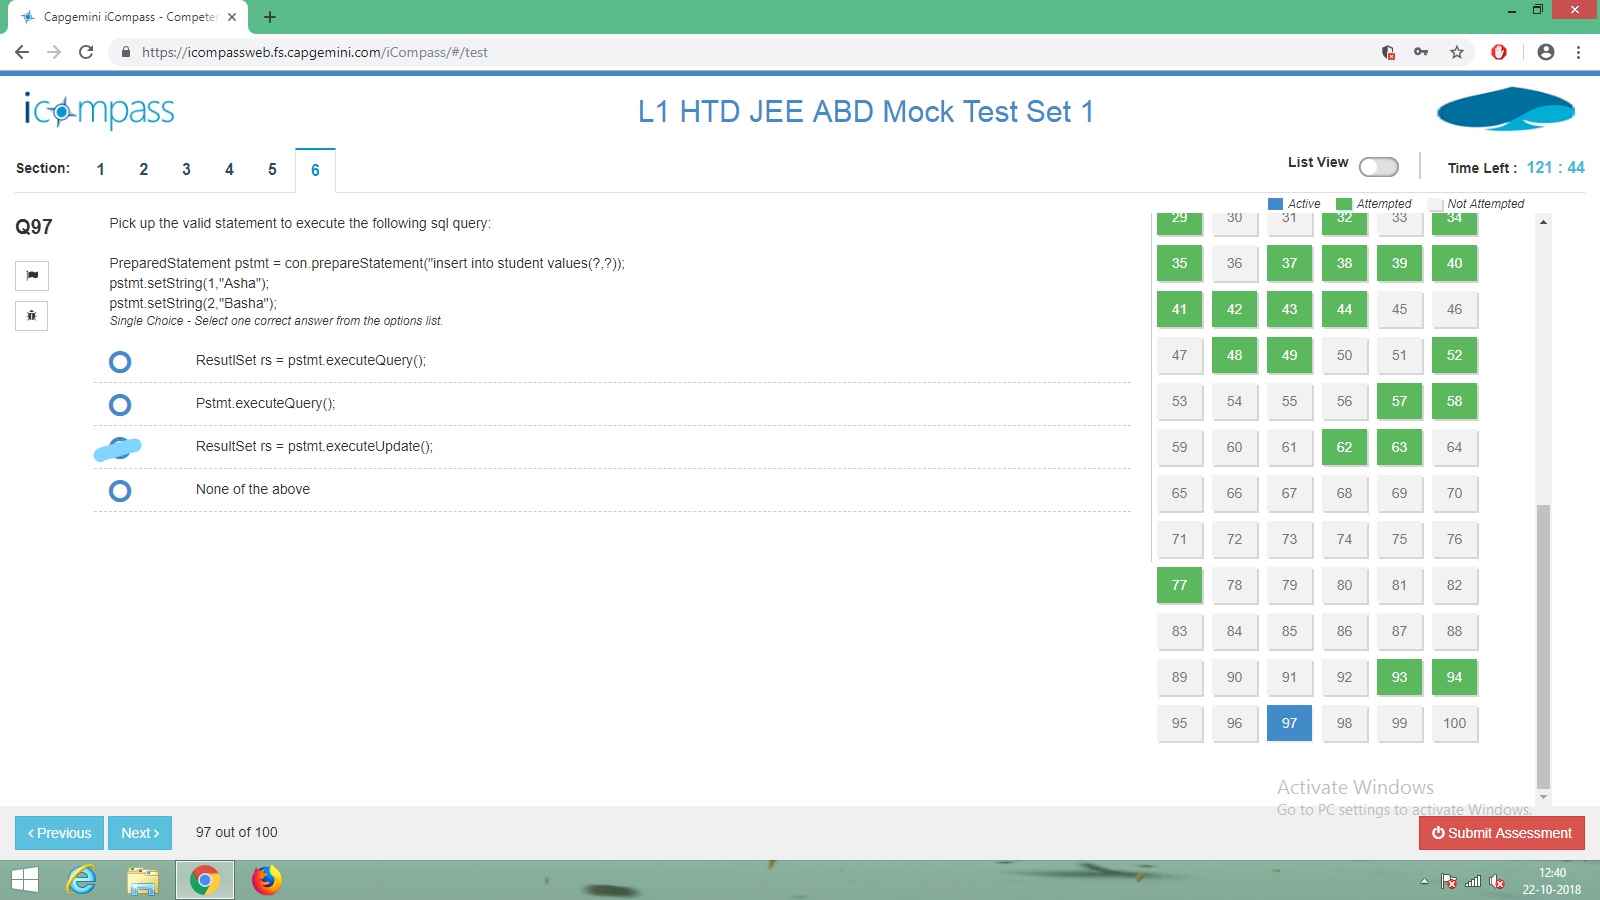 Capgemini iCompass - Competer
https://icompassweb.fs.capgemini.com/iCompass/#/test
icompass
L1 HTD JEE ABD Mock Test Set 1
Section: 1 2 3 4 5 6
List View
Time Left : 121 : 44
Active Attempted Not Attempted
Q97
Pick up the valid statement to execute the following sql query:
PreparedStatement pstmt = con.prepareStatement("insert into student values(?,?));
pstmt.setString(1,"Asha");
pstmt.setString(2,"Basha");
Single Choice - Select one correct answer from the options list.
ResutlSet rs = pstmt.executeQuery();
Pstmt.executeQuery();
ResultSet rs = pstmt.executeUpdate();
None of the above
29 30 31 32 33 34
35 36 37 38 39 40
41 42 43 44 45 46
47 48 49 50 51 52
53 54 55 56 57 58
59 60 61 62 63 64
65 66 67 68 69 70
71 72 73 74 75 76
77 78 79 80 81 82
83 84 85 86 87 88
89 90 91 92 93 94
95 96 97 98 99 100
Activate Windows
Go to PC settings to activate Windows.
Previous
Next
97 out of 100
Submit Assessment
12:40
22-10-2018